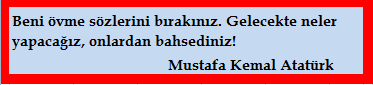 Beni övme sözlerini bırakınız. Gelecekte neler
yapacağız, onlardan bahsediniz!
Mustafa Kemal Atatürk